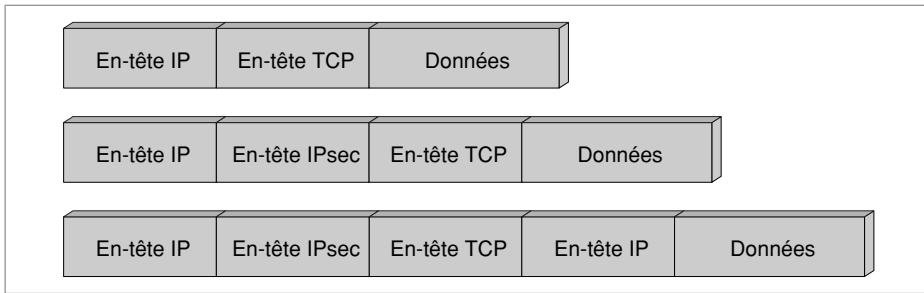 En-tête IP En-tête TCP Données
En-tête IP En-tête IPsec En-tête TCP Données
En-tête IP En-tête IPsec En-tête TCP En-tête IP Données